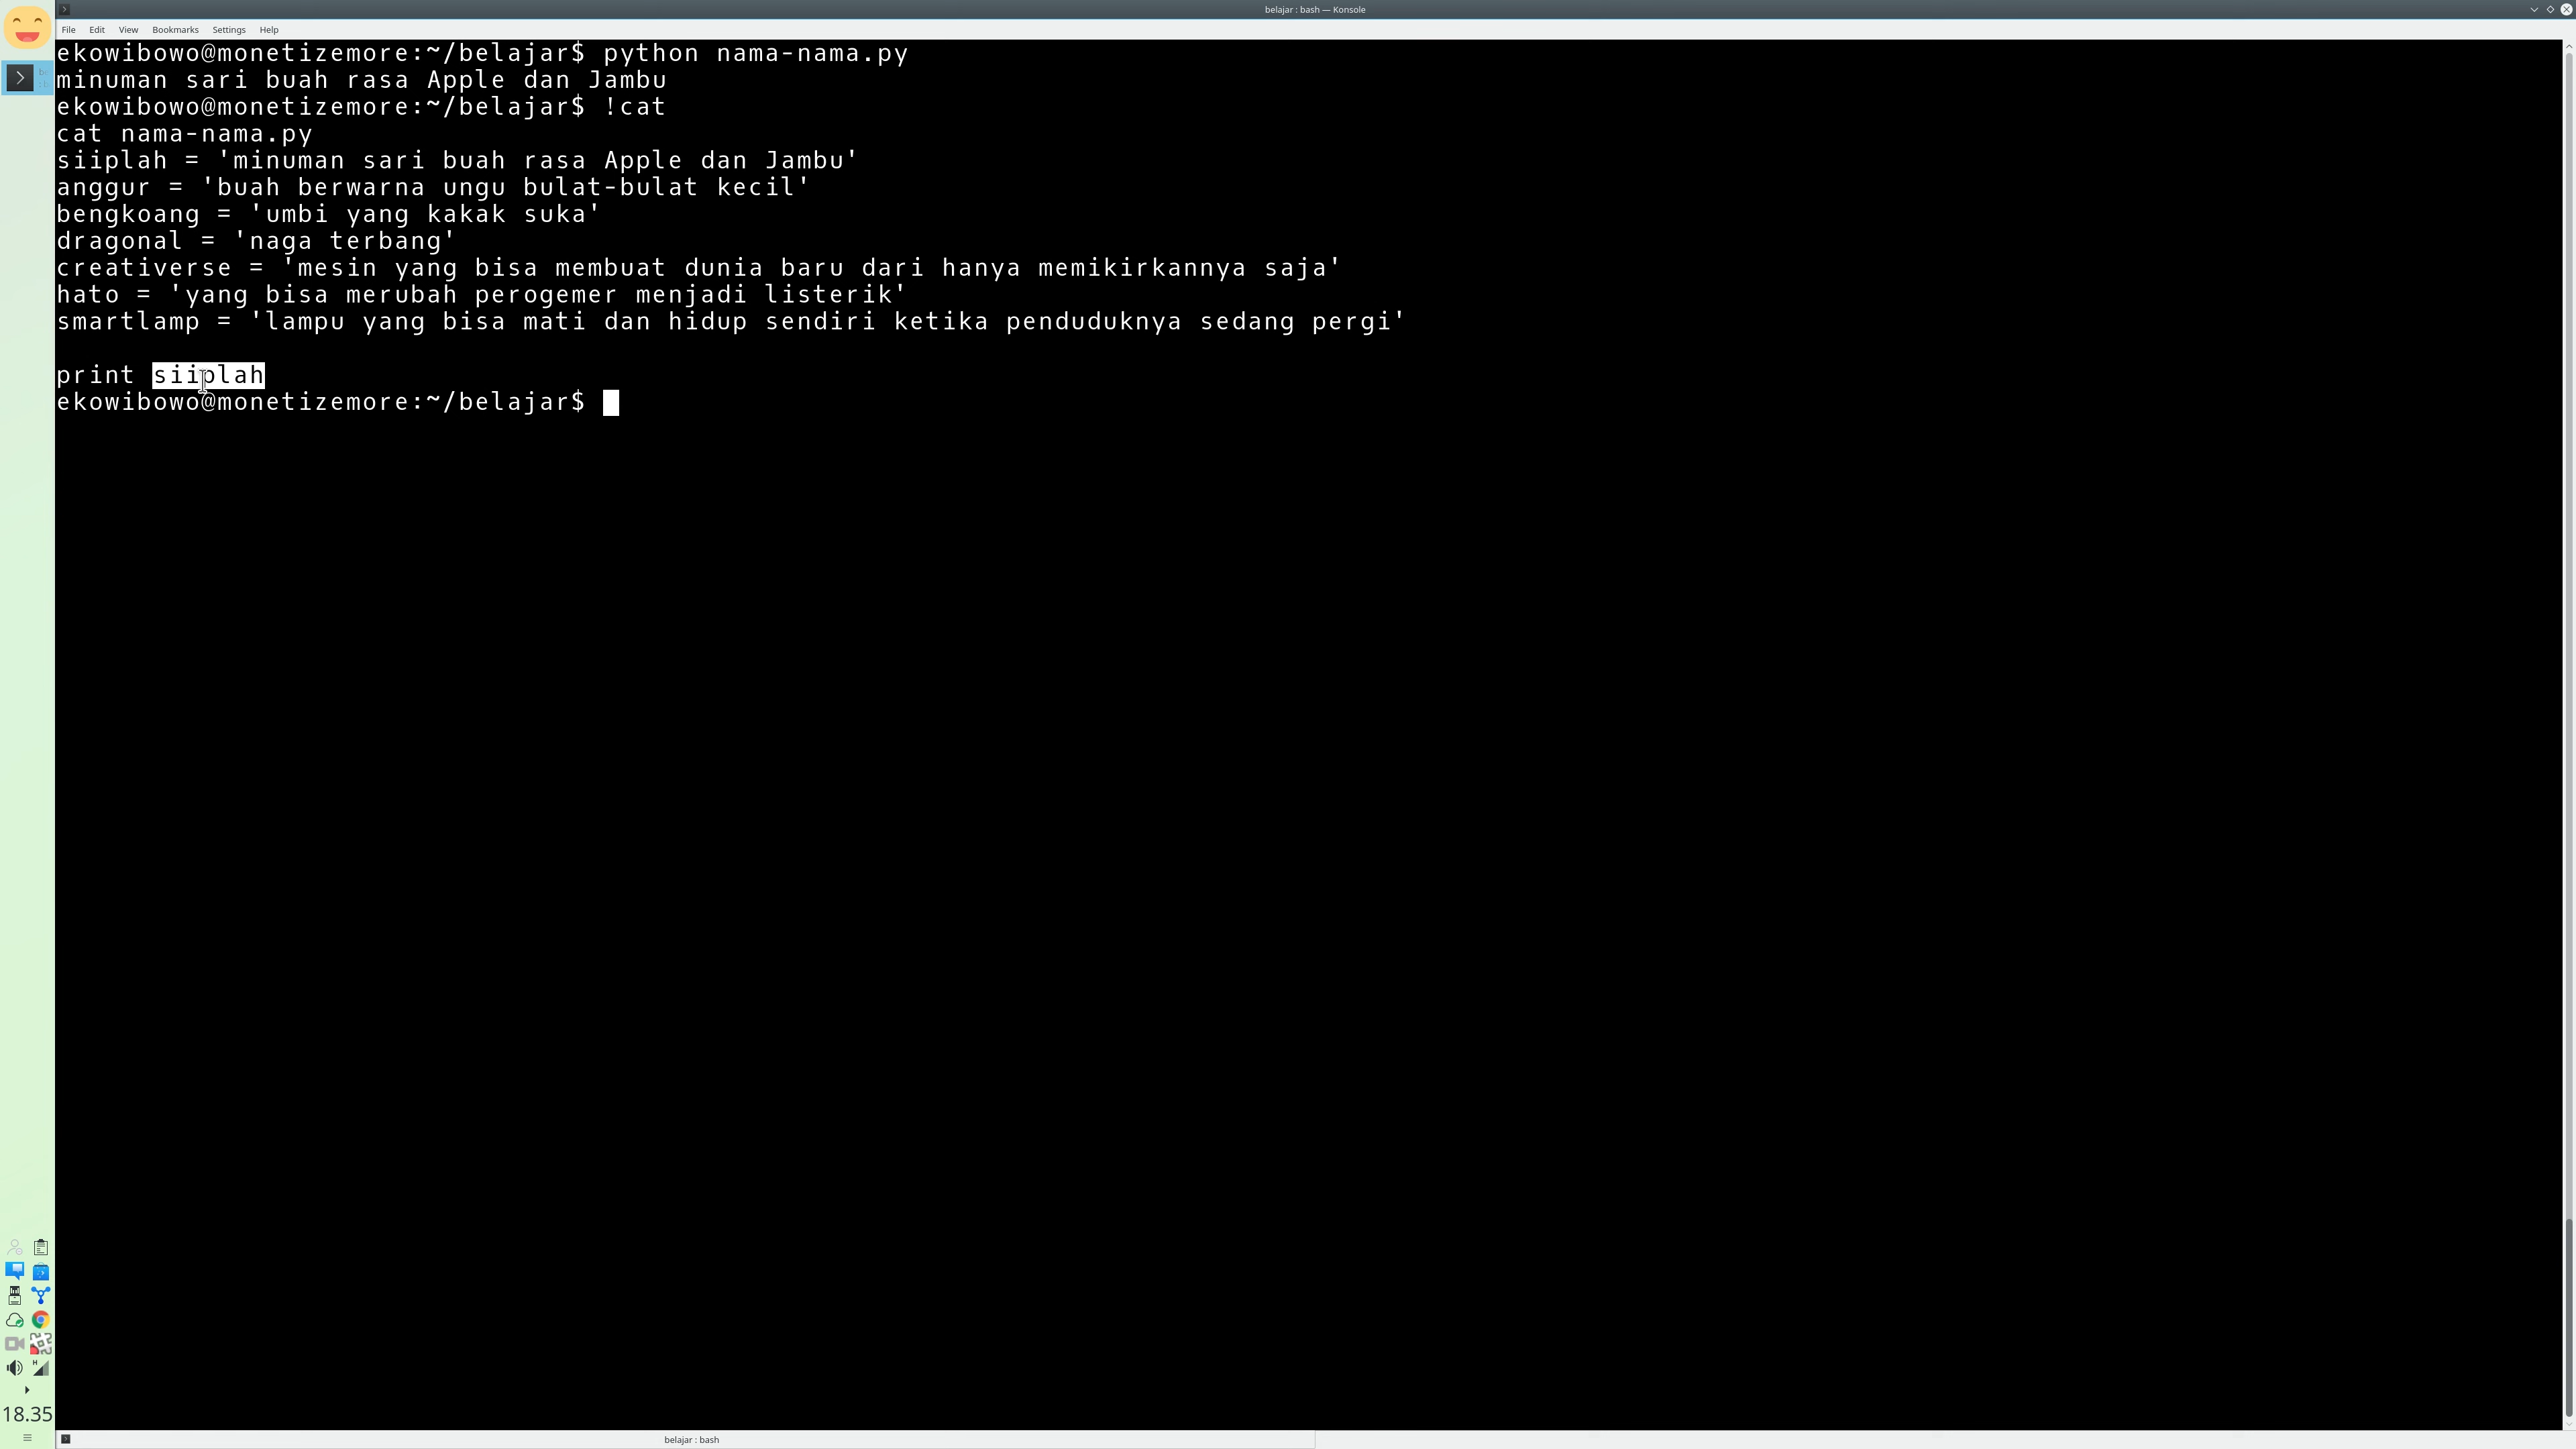 belajar : bash — Konsole
File Edit View Bookmarks Settings Help
ekowibowo@monetizemore:~/belajar$ python nama-nama.py
minuman sari buah rasa Apple dan Jambu
ekowibowo@monetizemore:~/belajar$ !cat
cat nama-nama.py
siiplah = 'minuman sari buah rasa Apple dan Jambu'
anggur = 'buah berwarna ungu bulat-bulat kecil'
bengkoang = 'umbi yang kakak suka'
dragonal = 'naga terbang'
creativerse = 'mesin yang bisa membuat dunia baru dari hanya memikirkannya saja'
hato = 'yang bisa merubah perogemer menjadi listerik'
smartlamp = 'lampu yang bisa mati dan hidup sendiri ketika penduduknya sedang pergi'
print siiplah
ekowibowo@monetizemore:~/belajar$
H
18.35
belajar : bash